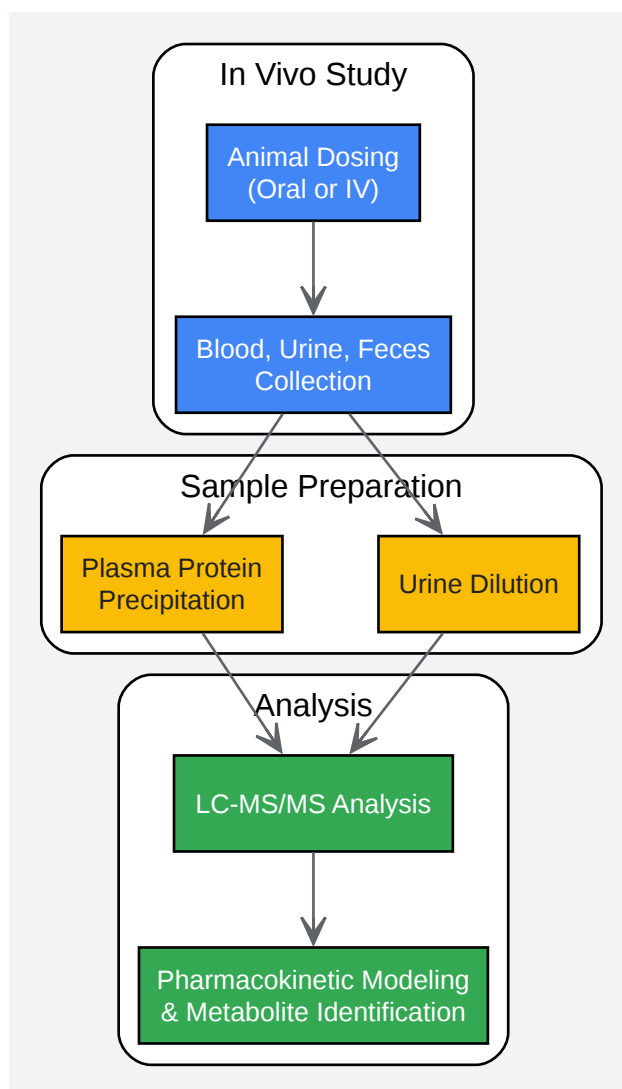 In Vivo Study
Animal Dosing
(Oral or IV)
Blood, Urine, Feces
Collection
Sample Preparation
Plasma Protein
Precipitation
Urine Dilution
Analysis
LC-MS/MS Analysis
Pharmacokinetic Modeling
& Metabolite Identification